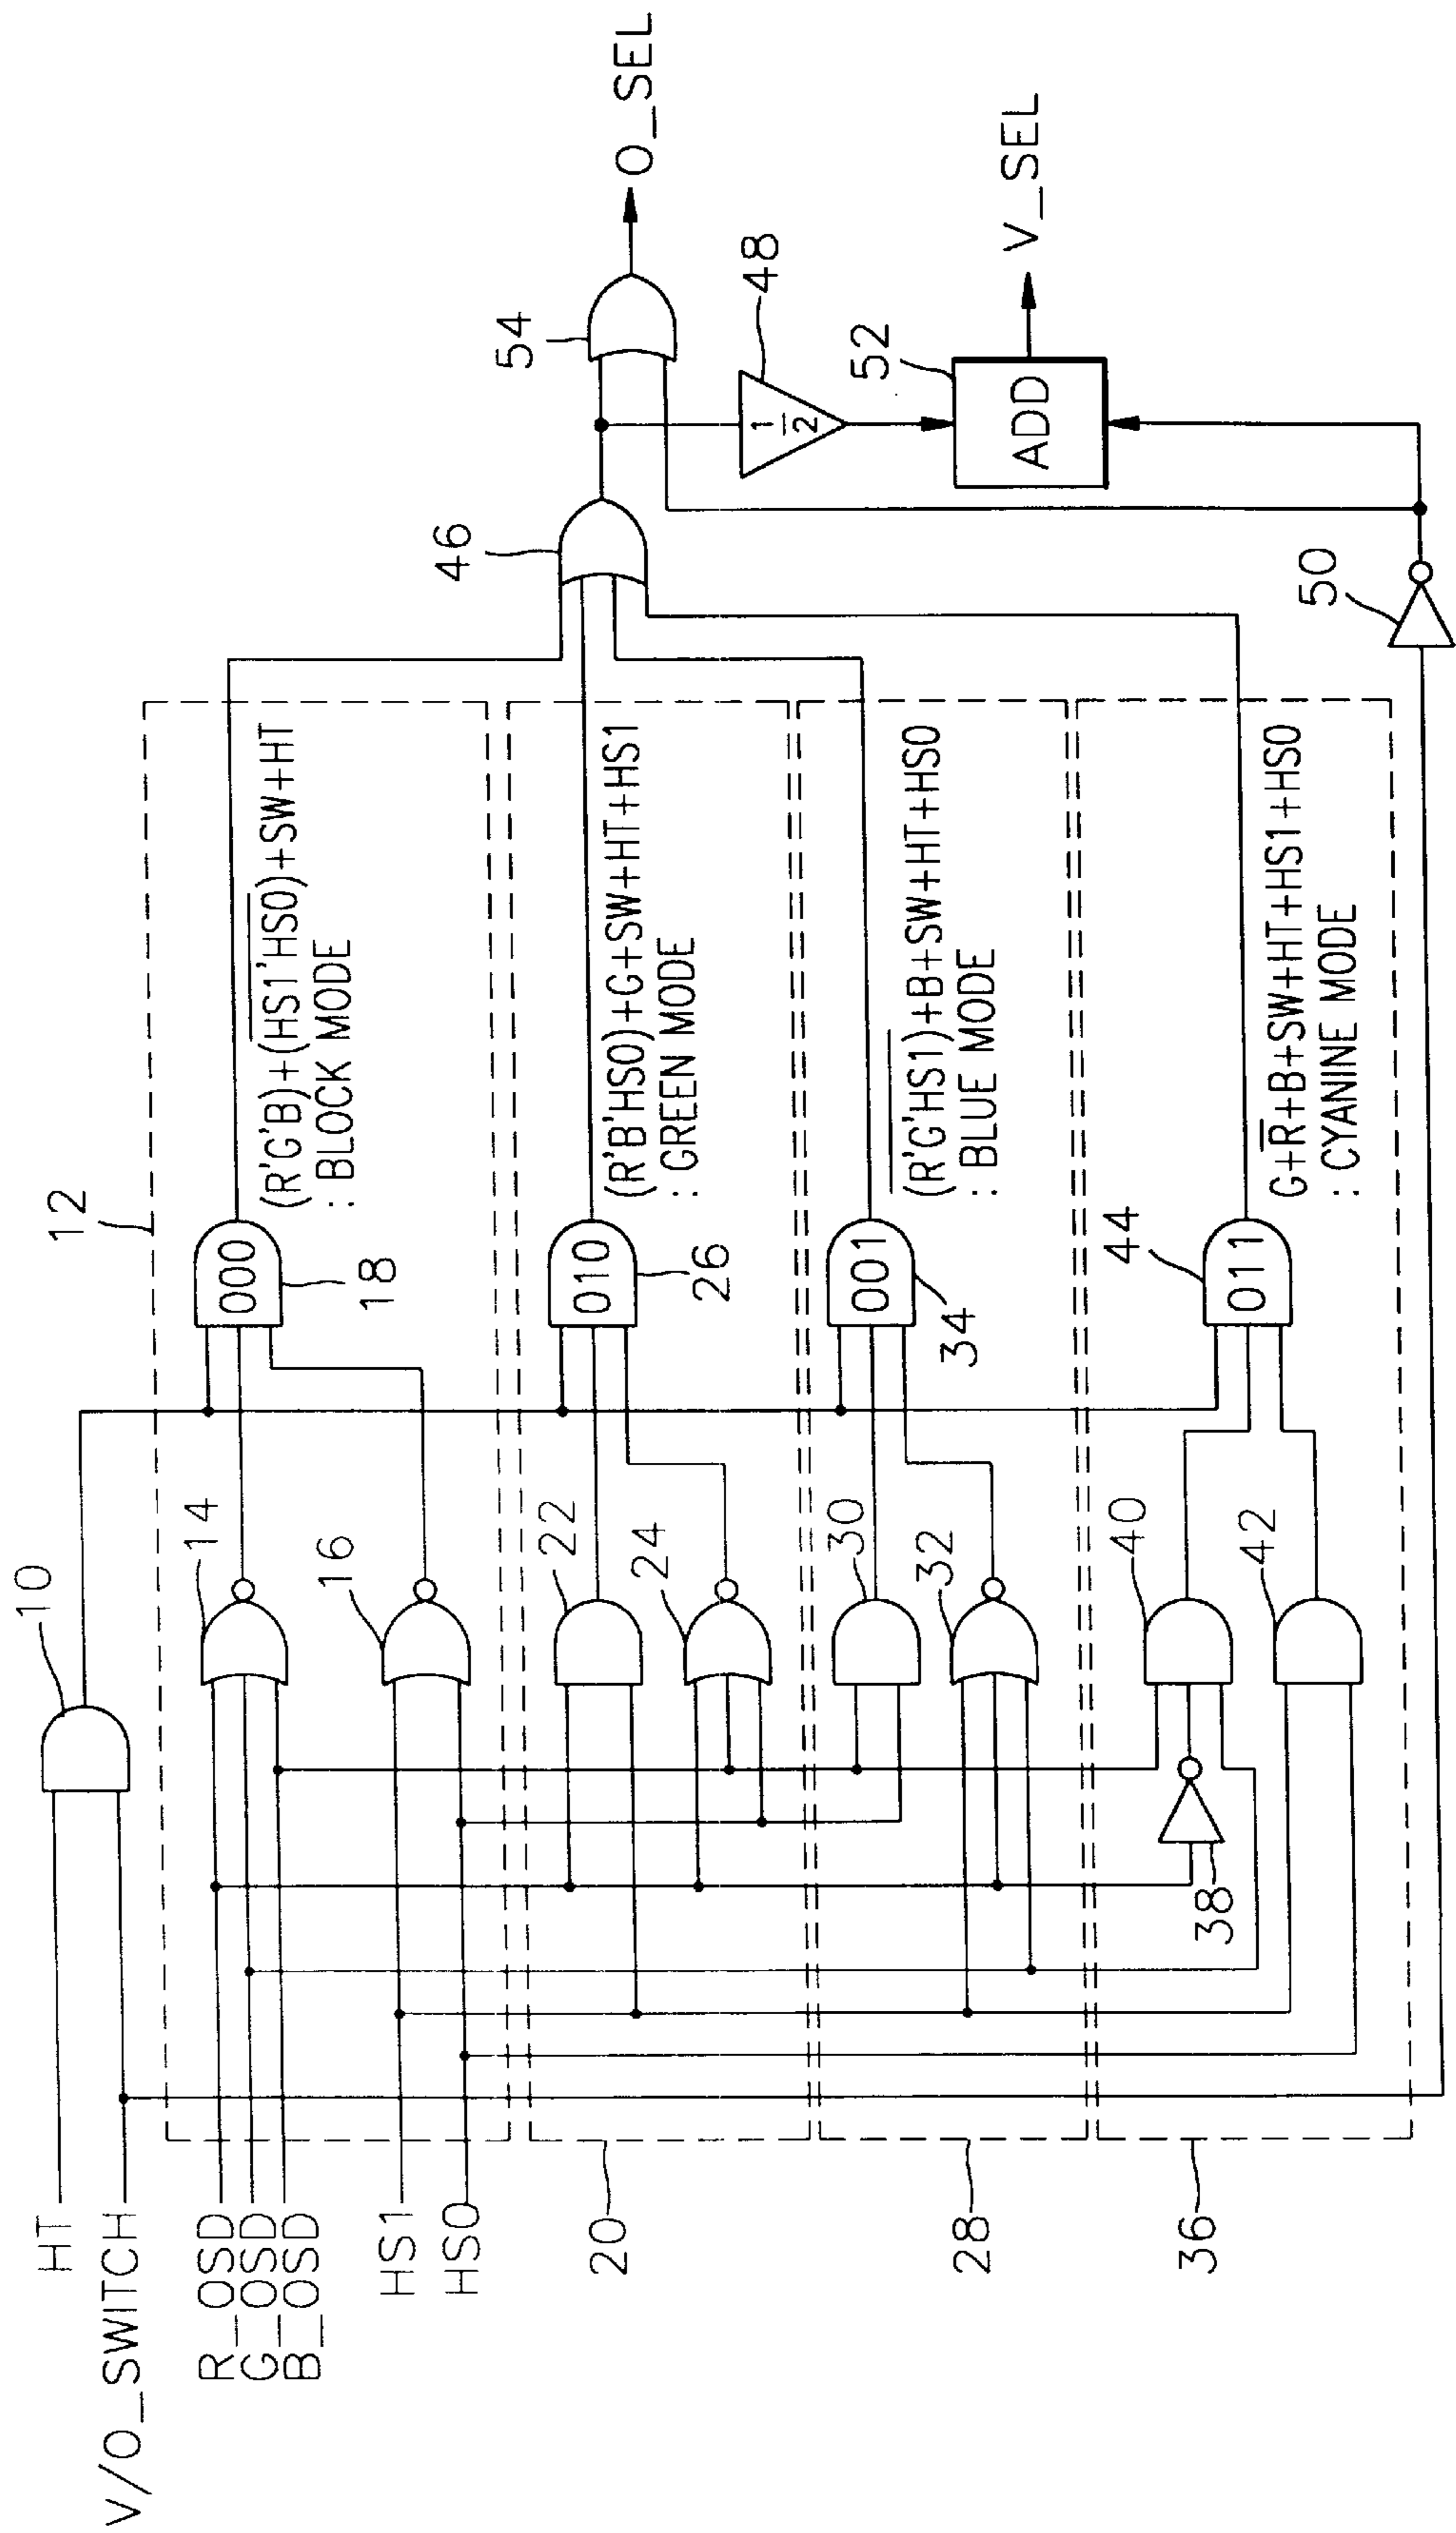 HT
V/O_SWITCH
R_OSD
G_OSD
B_OSD
HS1
HS0
10
12
14
16
18
000
(R'G'B)+(HS1'HS0)+SW+HT
: BLOCK MODE
20
22
24
26
010
(R'B'HS0)+G+SW+HT+HS1
: GREEN MODE
28
30
32
34
001
(R'G'HS1)+B+SW+HT+HS0
: BLUE MODE
36
38
40
42
44
011
G+R̅+B+SW+HT+HS1+HS0
: CYANINE MODE
46
54
O_SEL
48
1/2
52
ADD
V_SEL
50